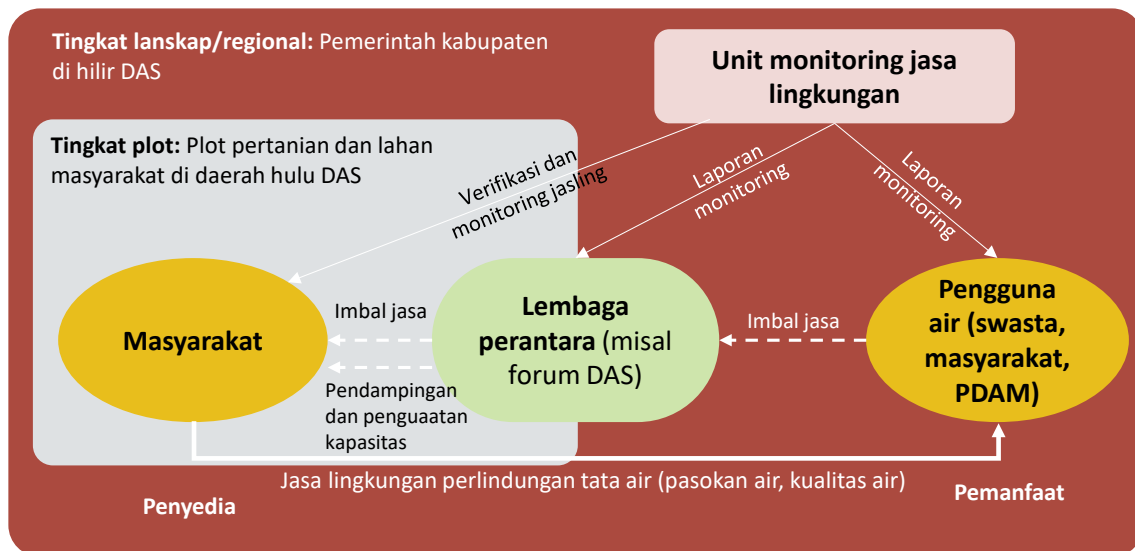 Tingkat lanskap/regional: Pemerintah kabupaten
di hilir DAS
Unit monitoring jasa
lingkungan
Tingkat plot: Plot pertanian dan lahan
masyarakat di daerah hulu DAS
Verifikasi dan
monitoring jasling
Laporan
monitoring
Laporan
monitoring
Masyarakat
Imbal jasa
Pendampingan
dan penguaatan
kapasitas
Lembaga
perantara (misal
forum DAS)
Imbal jasa
Pengguna
air (swasta,
masyarakat,
PDAM)
Jasa lingkungan perlindungan tata air (pasokan air, kualitas air)
Penyedia
Pemanfaat